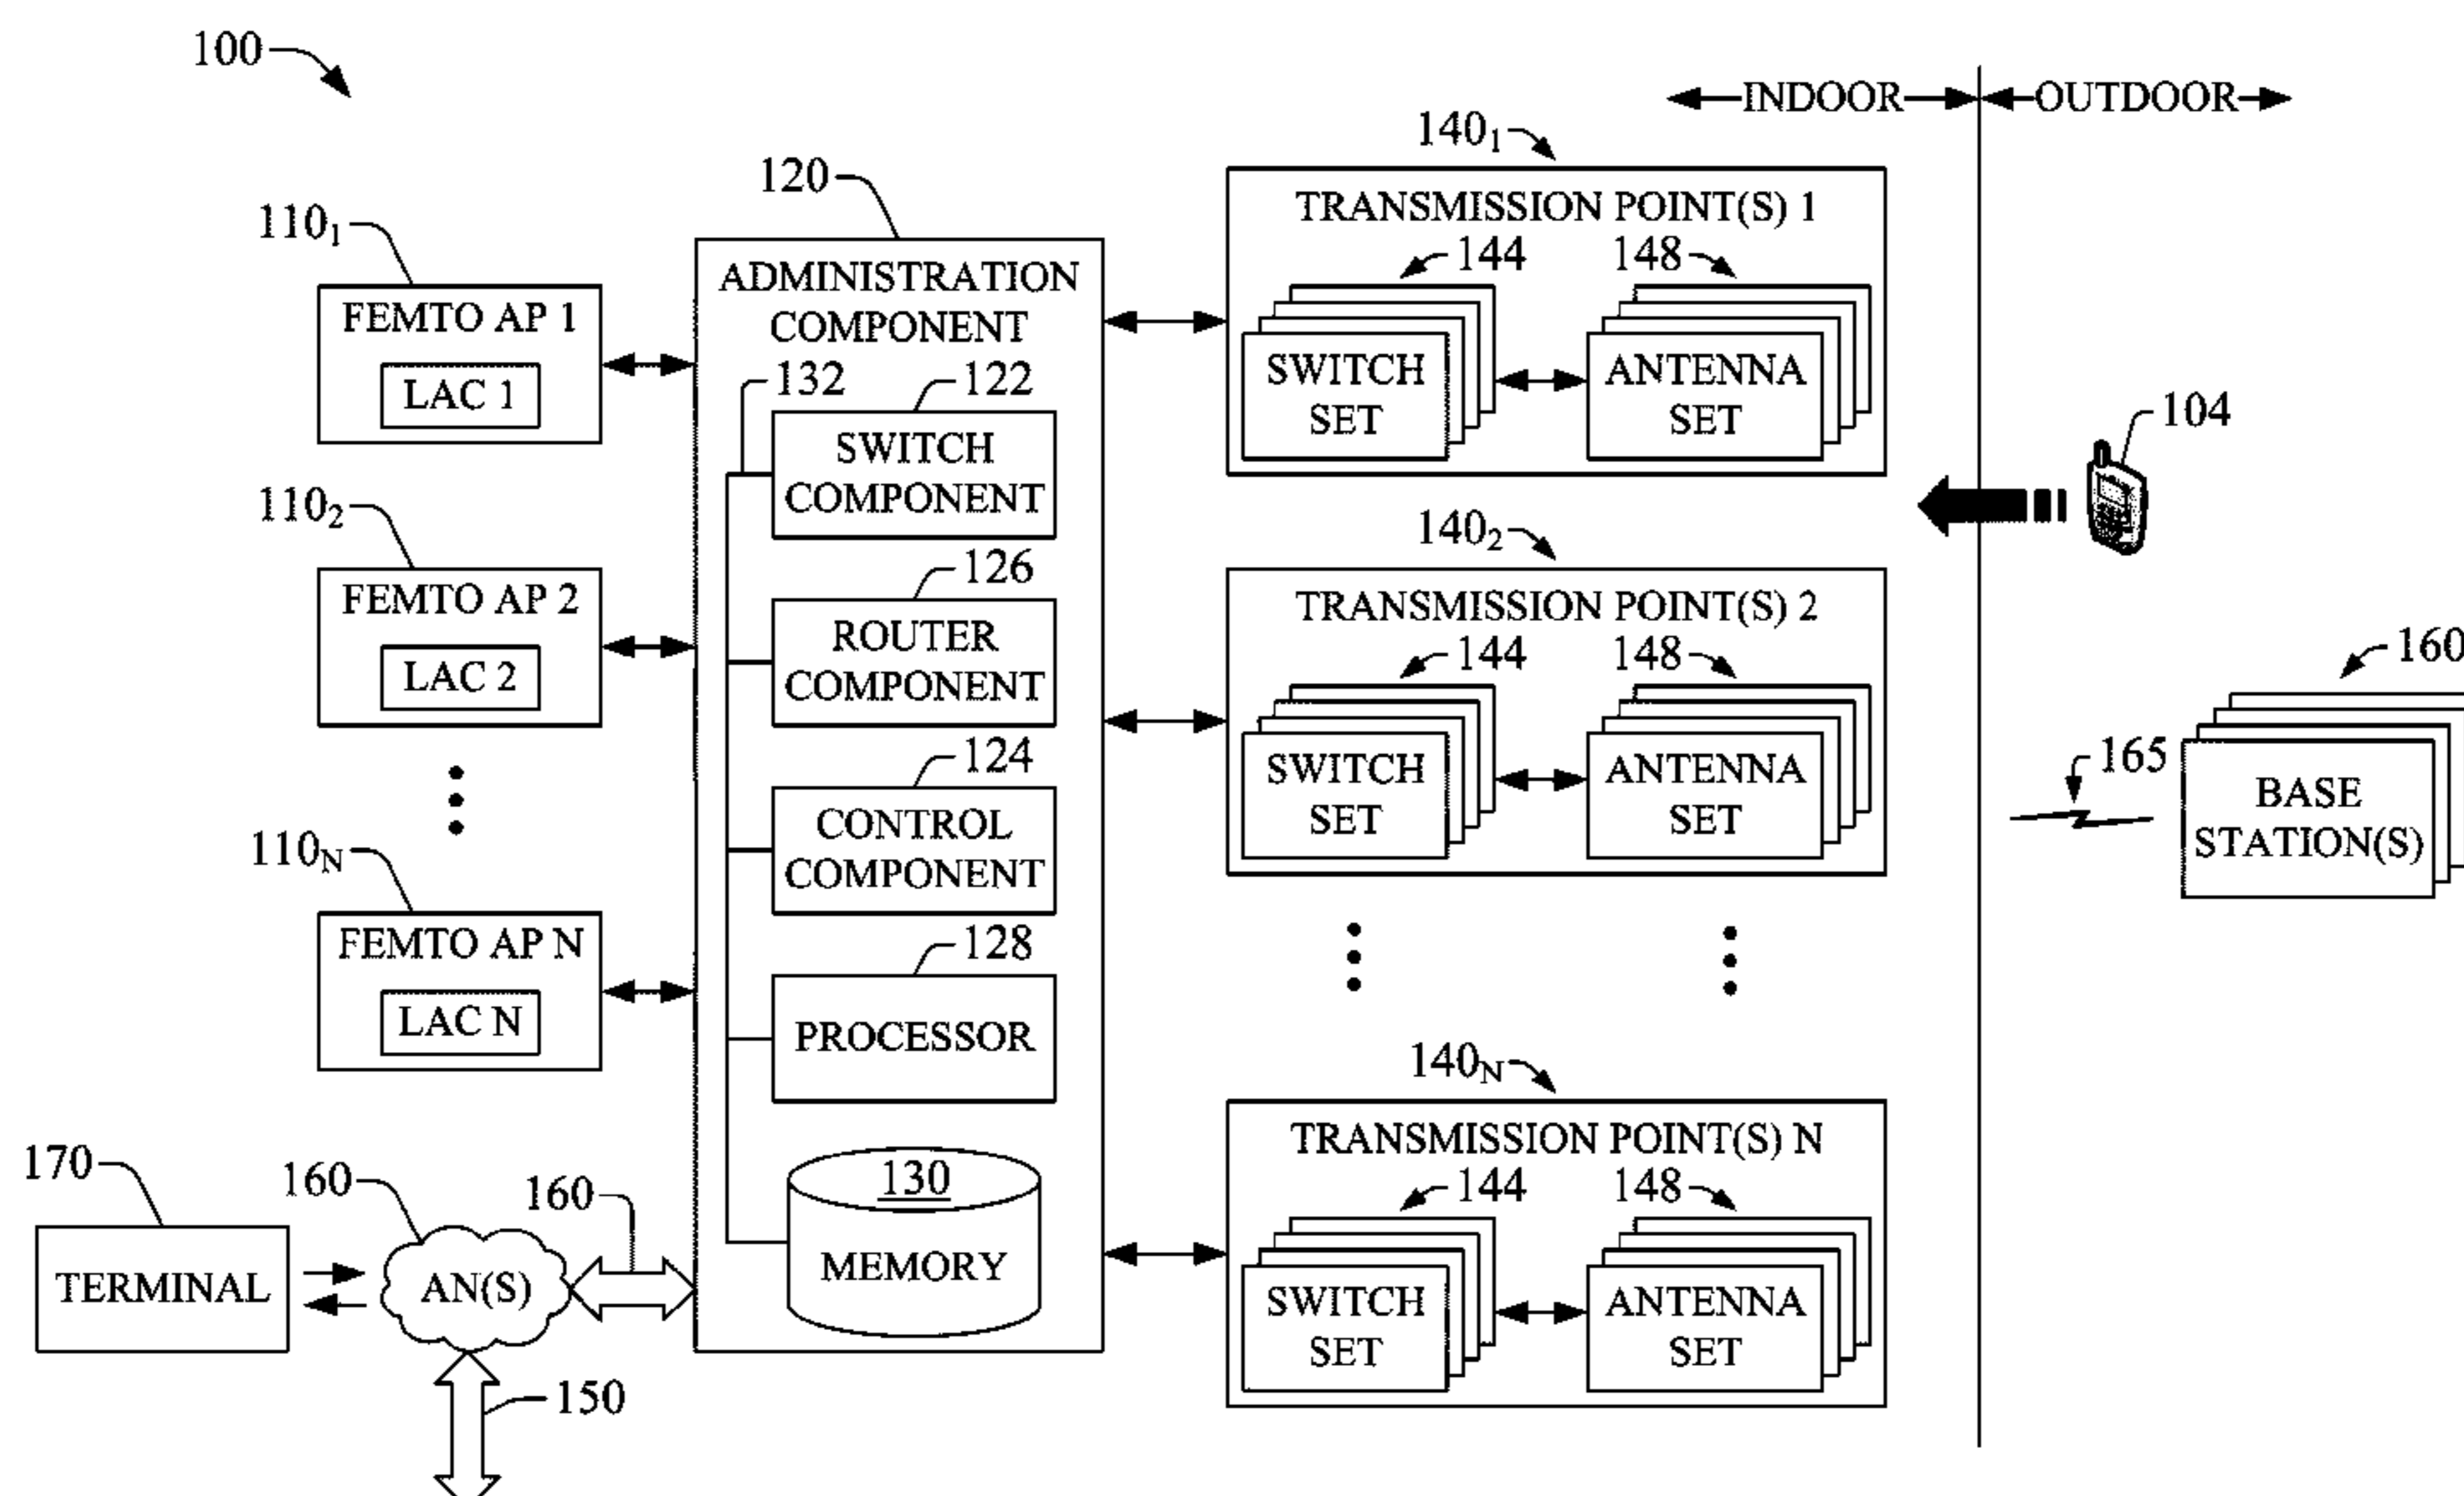 100
INDOOR
OUTDOOR
110₁
FEMTO AP 1
LAC 1
110₂
FEMTO AP 2
LAC 2
110N
FEMTO AP N
LAC N
120
ADMINISTRATION
COMPONENT
132
122
SWITCH
COMPONENT
126
ROUTER
COMPONENT
124
CONTROL
COMPONENT
128
PROCESSOR
130
MEMORY
170
TERMINAL
160
AN(S)
160
150
140₁
TRANSMISSION POINT(S) 1
144
148
SWITCH
SET
ANTENNA
SET
140₂
TRANSMISSION POINT(S) 2
144
148
SWITCH
SET
ANTENNA
SET
140N
TRANSMISSION POINT(S) N
144
148
SWITCH
SET
ANTENNA
SET
104
160
165
BASE
STATION(S)